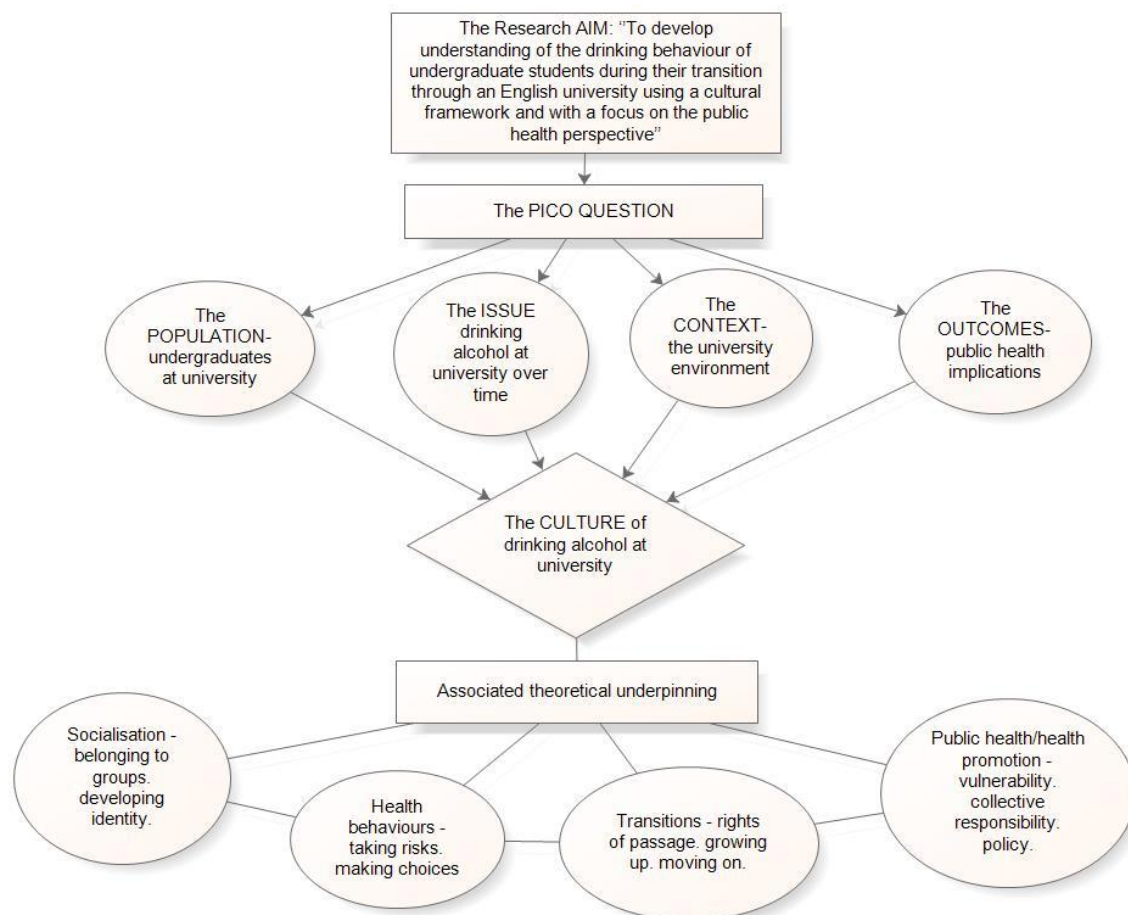 The Research AIM: "To develop
understanding of the drinking behaviour of
undergraduate students during their transition
through an English university using a cultural
framework and with a focus on the public
health perspective"
The PICO QUESTION
The
POPULATION-
undergraduates
at university
The ISSUE
drinking
alcohol at
university over
time
The
CONTEXT-
the university
environment
The
OUTCOMES-
public health
implications
The CULTURE of
drinking alcohol at
university
Associated theoretical underpinning
Socialisation -
belonging to
groups.
developing
identity.
Health
behaviours -
taking risks.
making choices
Transitions - rights
of passage. growing
up. moving on.
Public health/health
promotion -
vulnerability.
collective
responsibility.
policy.